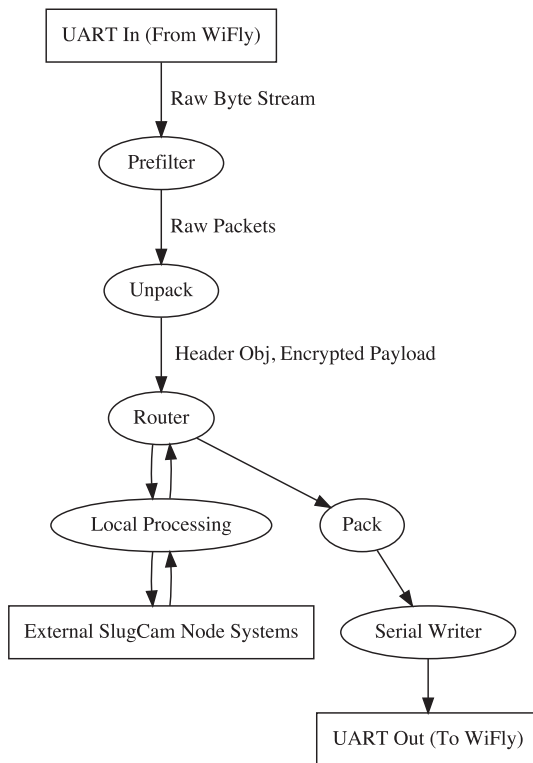 UART In (From WiFly)
Raw Byte Stream
Prefilter
Raw Packets
Unpack
Header Obj, Encrypted Payload
Router
Local Processing
Pack
External SlugCam Node Systems
Serial Writer
UART Out (To WiFly)